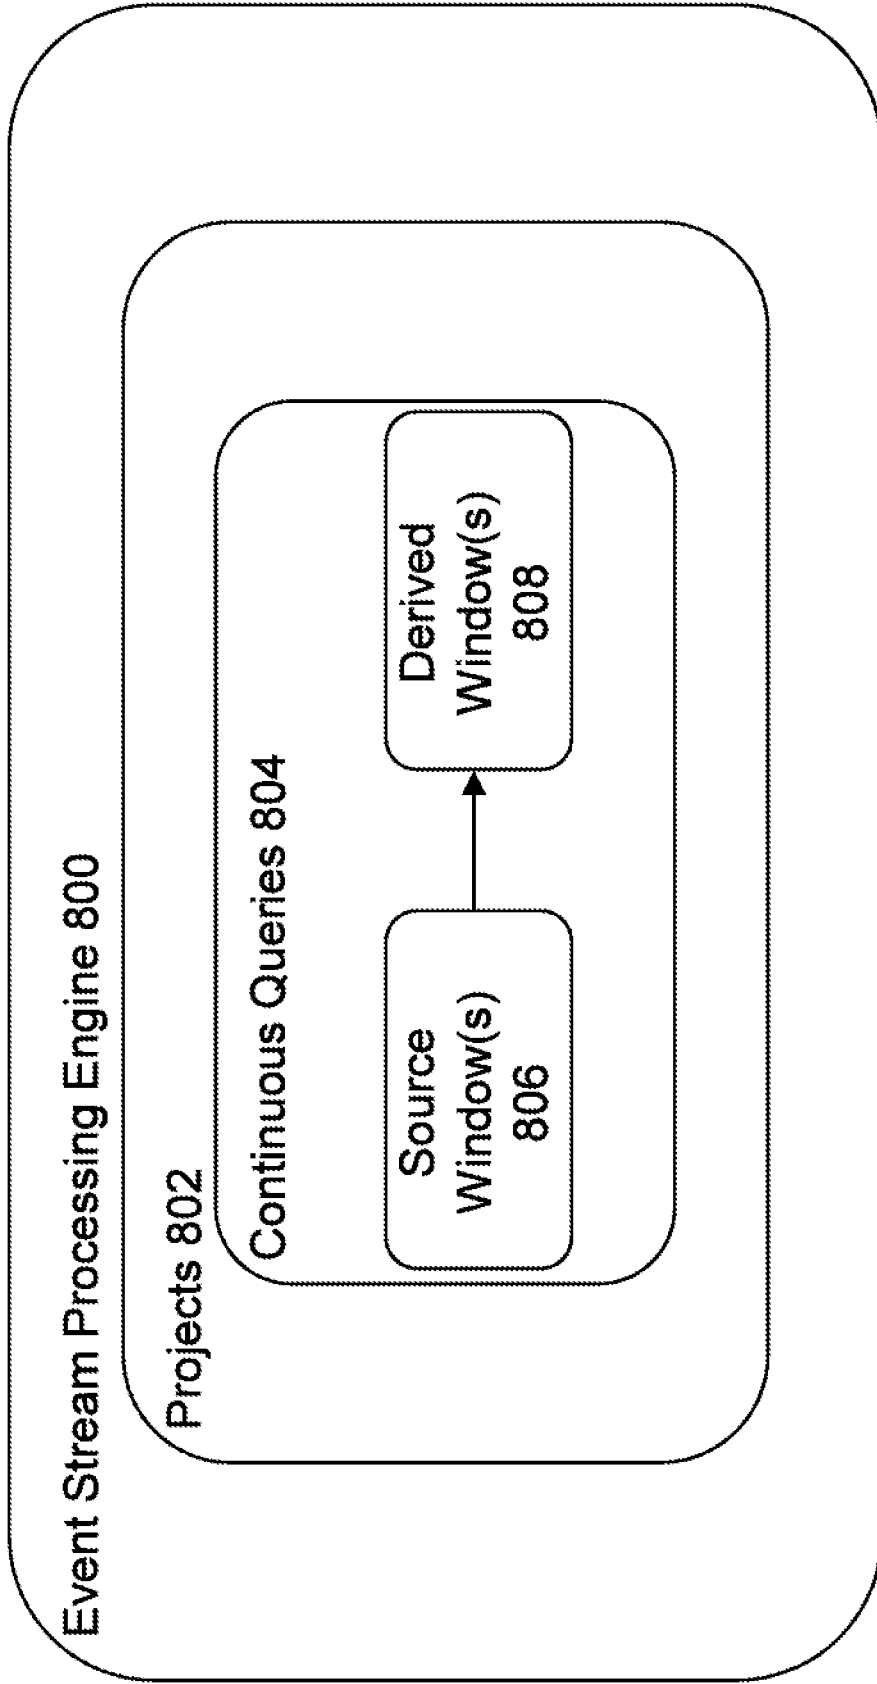 Event Stream Processing Engine 800
Projects 802
Continuous Queries 804
Source
Window(s)
806
Derived
Window(s)
808